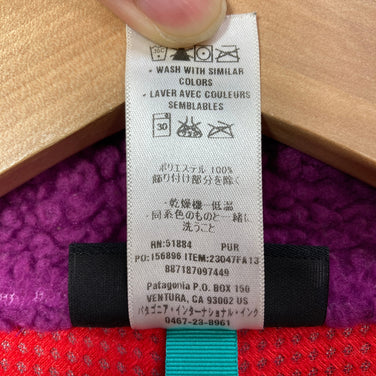 • WASH WITH SIMILAR
COLORS
• LAVER AVEC COULEURS
SEMBLABLES
30
ポリエステル 100%
飾り付け部分を除く
・乾燥機－低温
・同系色のものと一緒に
洗うこと
RN:51884 PUR
PO:156896 ITEM:23047FA13
887187097449
Patagonia P.O. BOX 150
VENTURA, CA 93002 US
パタゴニア・インターナショナル・インク
0467-23-8961